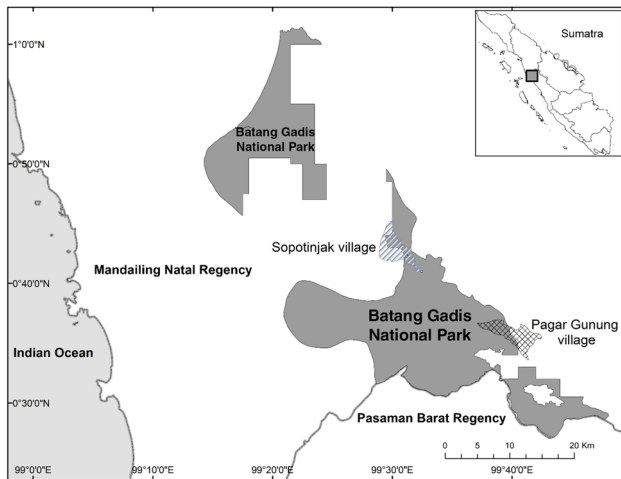 Sumatra
1°0'0"N
0°50'0"N
0°40'0"N
0°30'0"N
Batang Gadis
National Park
Sopotinjak village
Mandailing Natal Regency
Batang Gadis
National Park
Pagar Gunung
village
Indian Ocean
Pasaman Barat Regency
0 5 10 20 Km
99°0'0"E
99°10'0"E
99°20'0"E
99°30'0"E
99°40'0"E